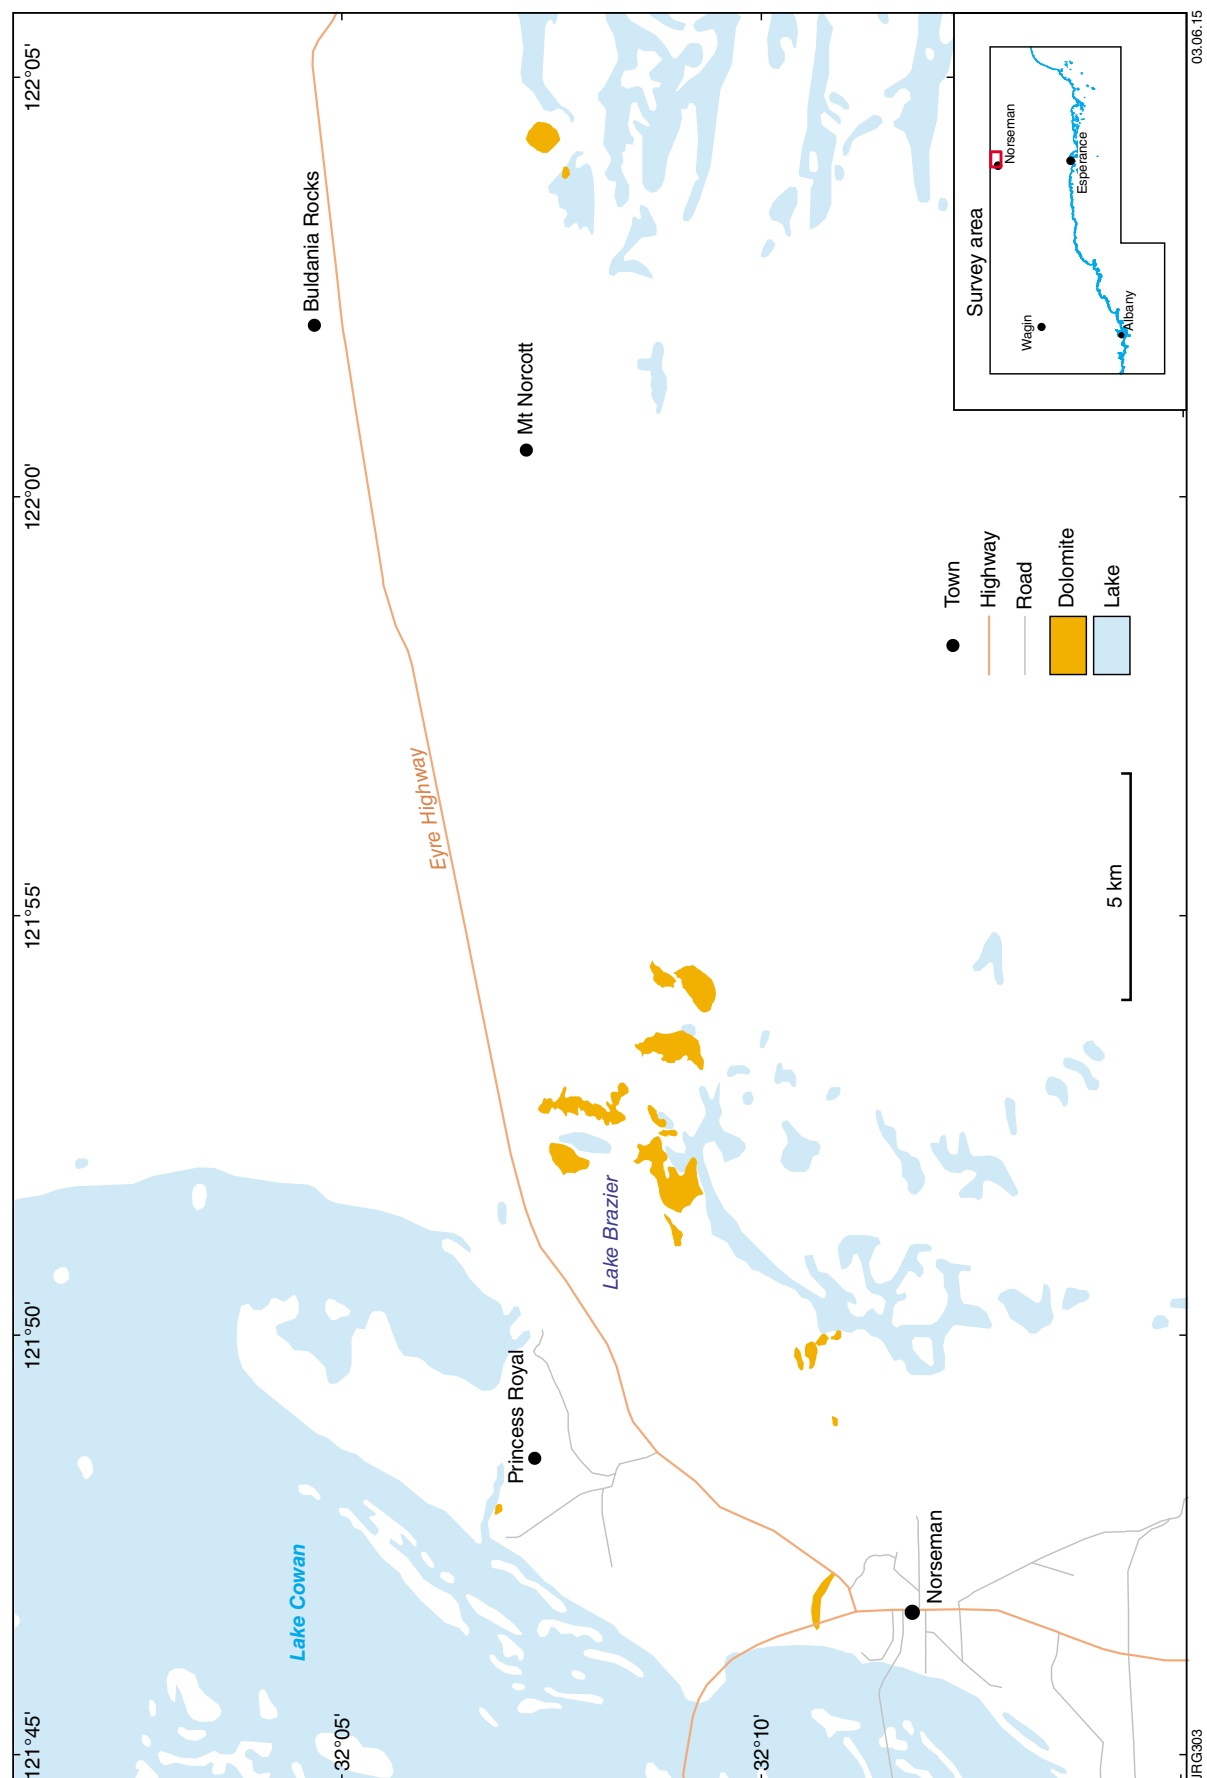 121°45'
121°50'
121°55'
122°00'
122°05'
32°05'
32°10'
Lake Cowan
Princess Royal
Lake Brazier
Eyre Highway
Buldania Rocks
Mt Norcott
Norseman
5 km
Town
Highway
Road
Dolomite
Lake
Survey area
Wagin
Norseman
Albany
Esperance
JRG303
03.06.15